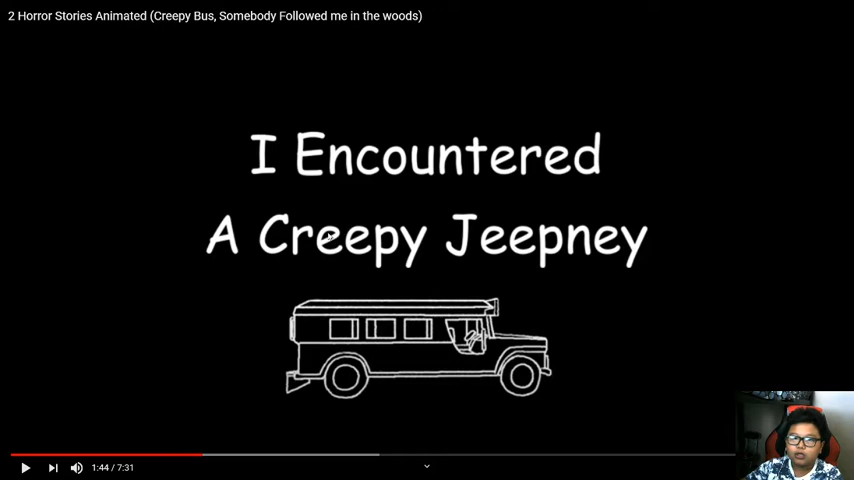 2 Horror Stories Animated (Creepy Bus, Somebody Followed me in the woods)
I Encountered
A Creepy Jeepney
1:44 / 7:31